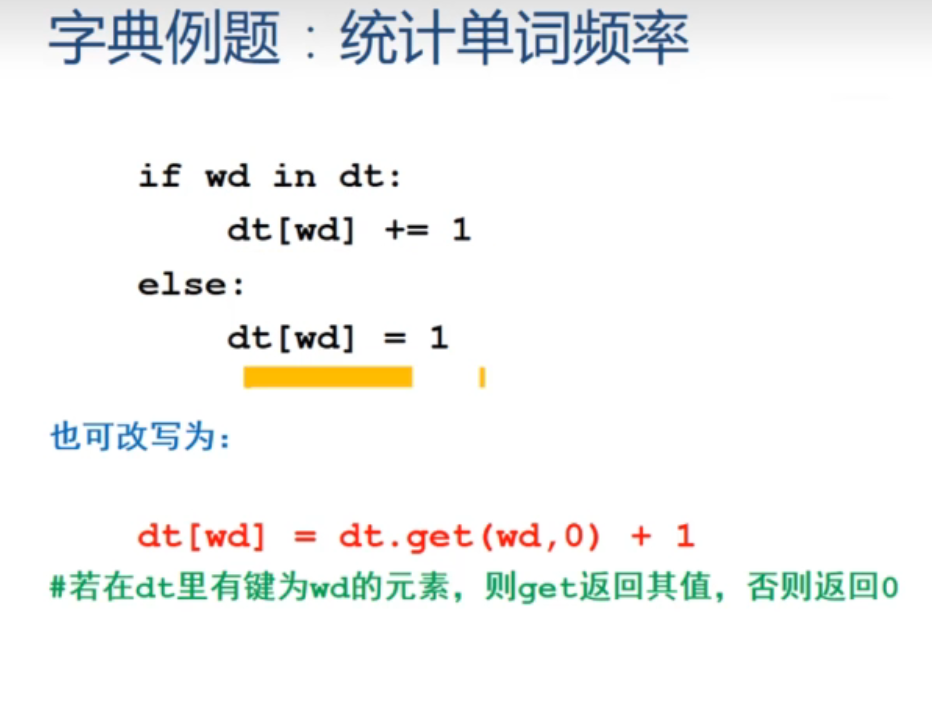 字典例题：统计单词频率
if wd in dt:
    dt[wd] += 1
else:
    dt[wd] = 1
也可改写为：
dt[wd] = dt.get(wd,0) + 1
#若在dt里有键为wd的元素，则get返回其值，否则返回0